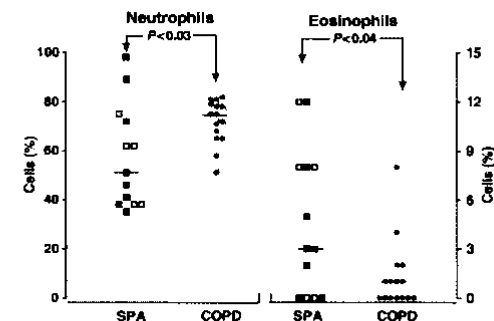 Neutrophils
Eosinophils
P<0.03
P<0.04
100
80
60
40
20
0
Cells (%)
15
12
9
6
3
0
Cells (%)
SPA
COPD
SPA
COPD